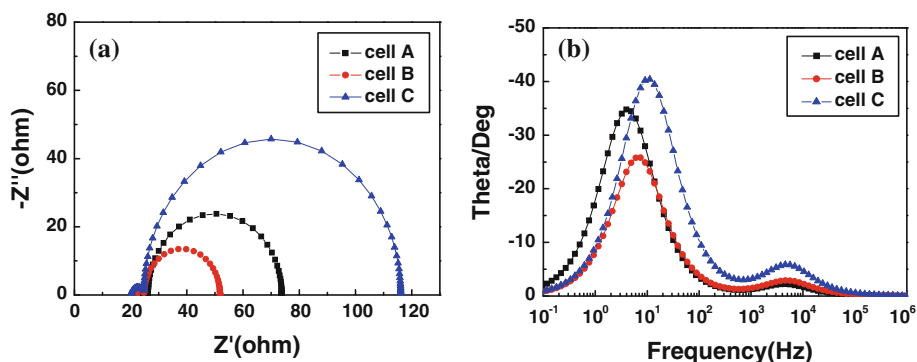 (a)
cell A
cell B
cell C
80
60
40
20
0
-Z''(ohm)
0 20 40 60 80 100 120
Z'(ohm)
(b)
cell A
cell B
cell C
-50
-40
-30
-20
-10
0
Theta/Deg
10^-1 10^0 10^1 10^2 10^3 10^4 10^5 10^6
Frequency(Hz)